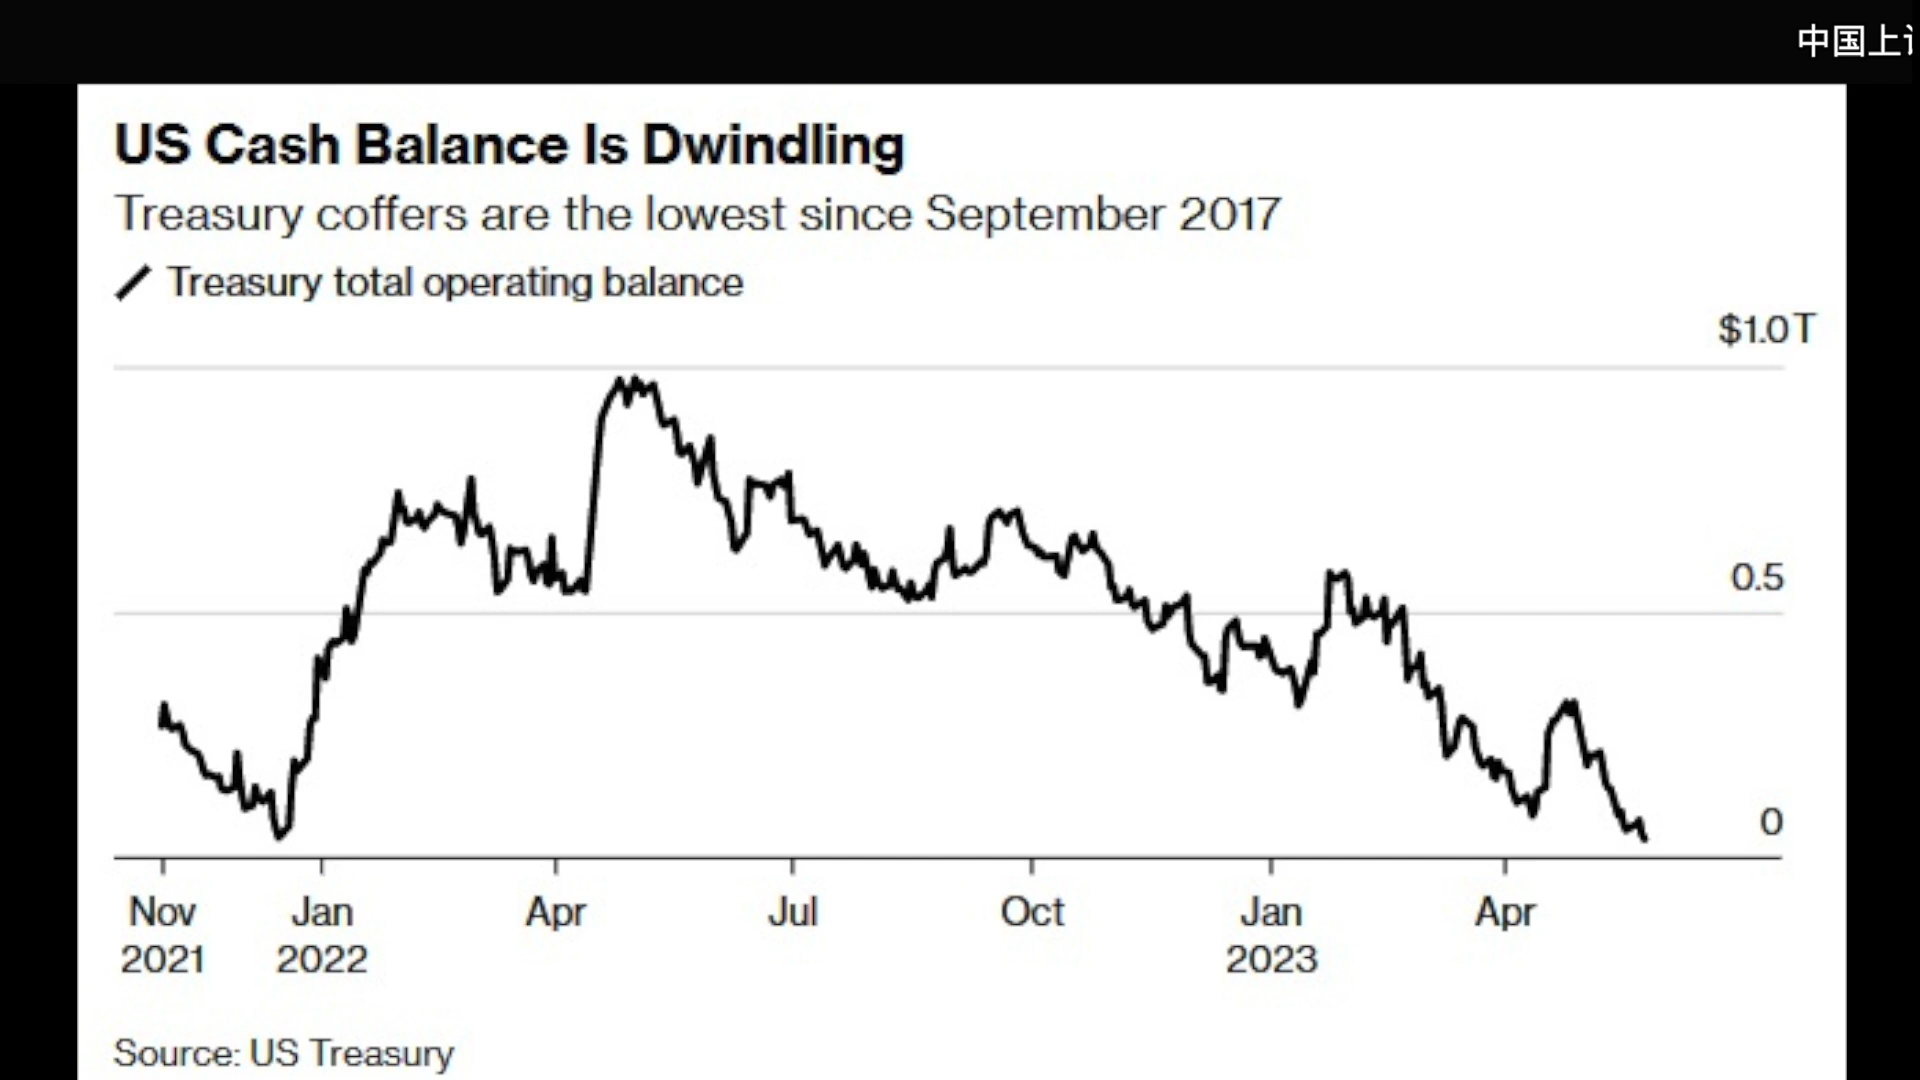 中国上
US Cash Balance Is Dwindling
Treasury coffers are the lowest since September 2017
Treasury total operating balance
$1.0T
0.5
0
Nov Jan Apr Jul Oct Jan Apr
2021 2022 2023
Source: US Treasury